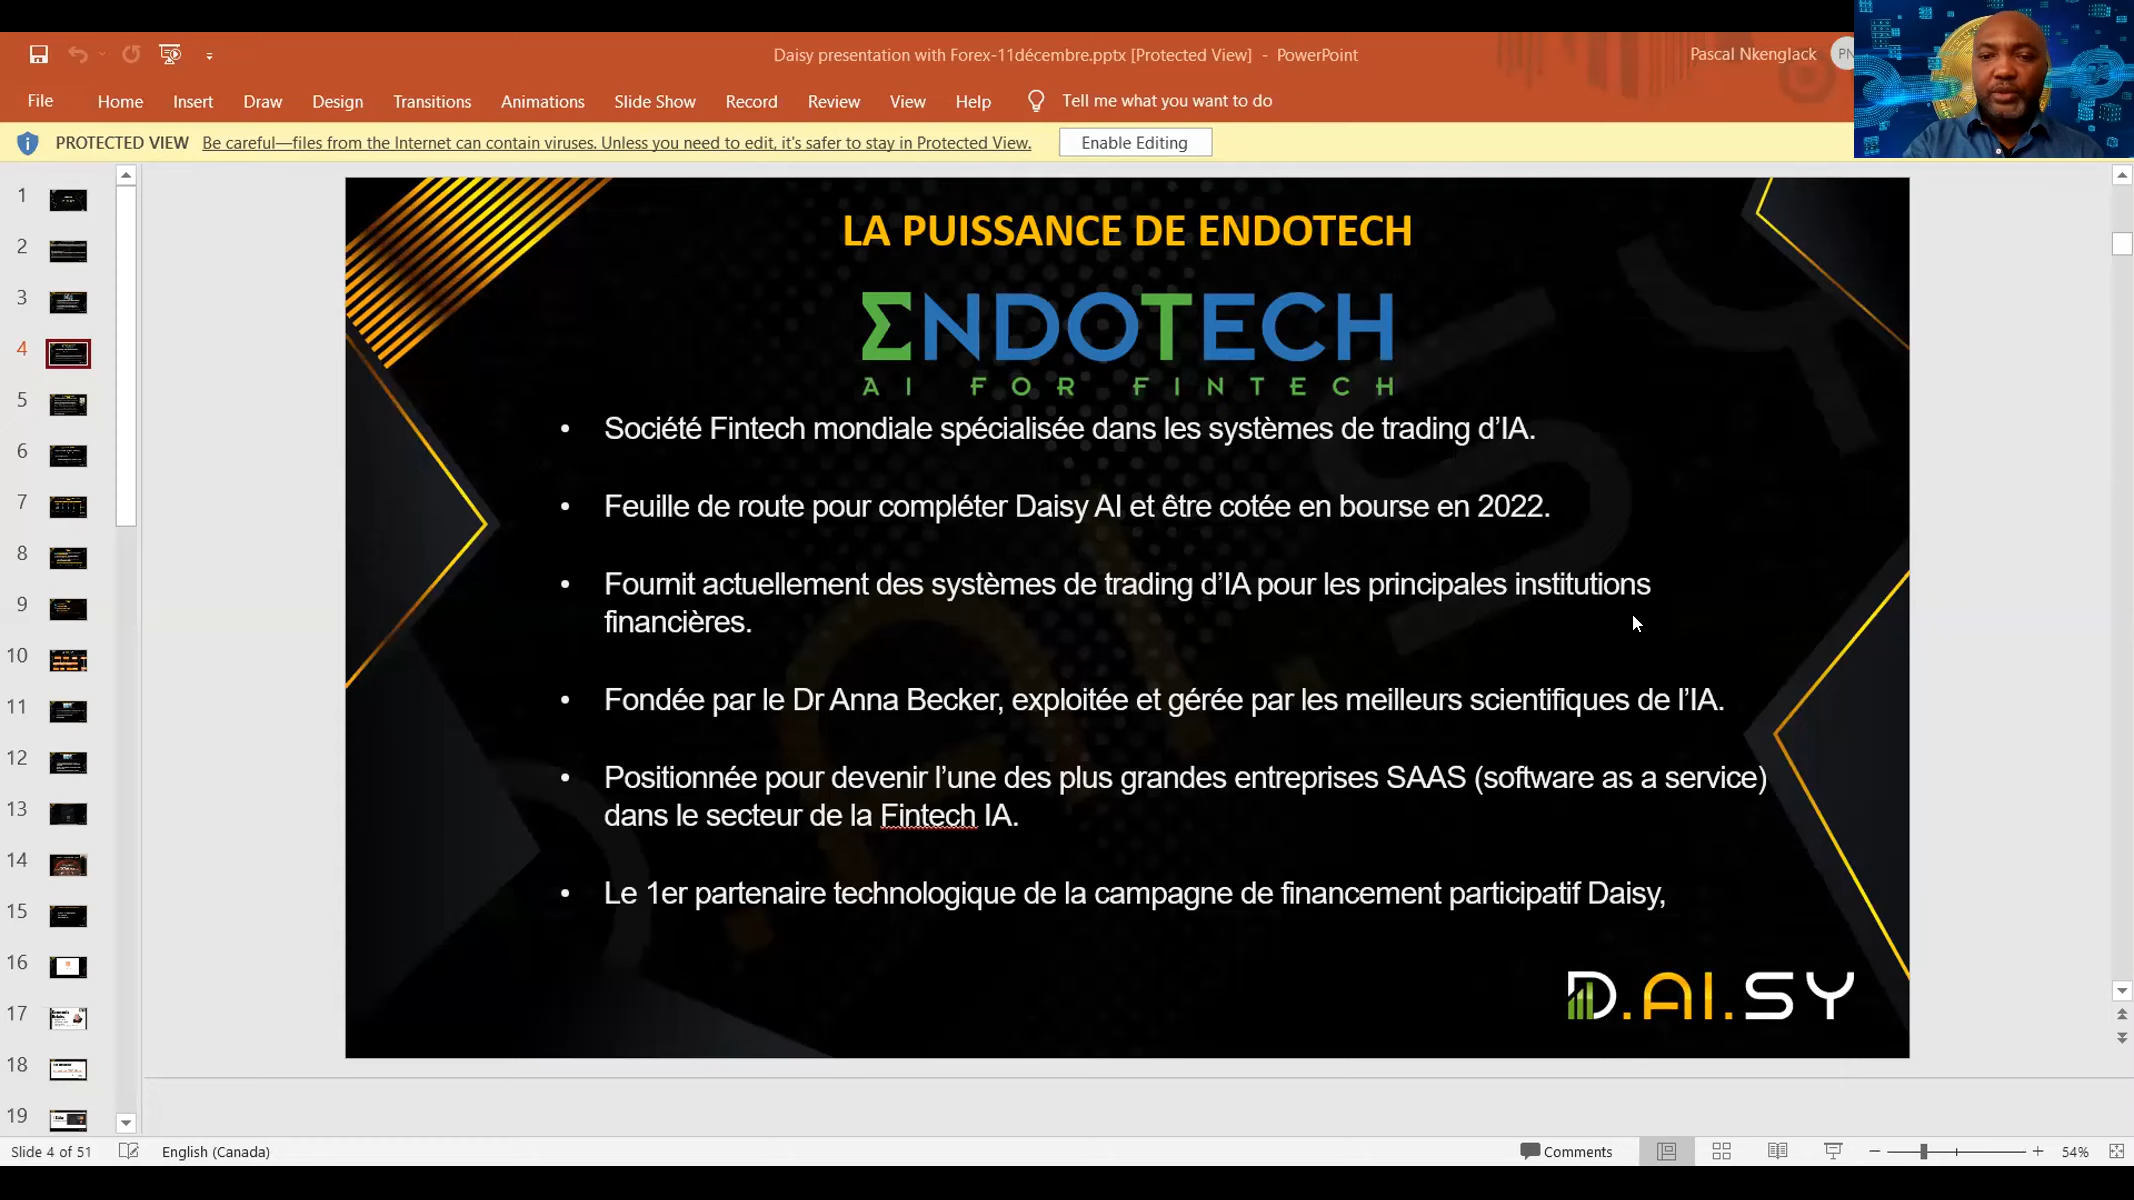 Daisy presentation with Forex-11décembre.pptx [Protected View] - PowerPoint
Pascal Nkenglack
PN
File Home Insert Draw Design Transitions Animations Slide Show Record Review View Help Tell me what you want to do
PROTECTED VIEW Be careful—files from the Internet can contain viruses. Unless you need to edit, it's safer to stay in Protected View. Enable Editing
1
2
3
4
5
6
7
8
9
10
11
12
13
14
15
16
17
18
19
LA PUISSANCE DE ENDOTECH
ΣNDOTECH
AI FOR FINTECH
• Société Fintech mondiale spécialisée dans les systèmes de trading d’IA.
• Feuille de route pour compléter Daisy AI et être cotée en bourse en 2022.
• Fournit actuellement des systèmes de trading d’IA pour les principales institutions
financières.
• Fondée par le Dr Anna Becker, exploitée et gérée par les meilleurs scientifiques de l’IA.
• Positionnée pour devenir l’une des plus grandes entreprises SAAS (software as a service)
dans le secteur de la Fintech IA.
• Le 1er partenaire technologique de la campagne de financement participatif Daisy,
D.AI.SY
Slide 4 of 51 English (Canada) Comments 54%